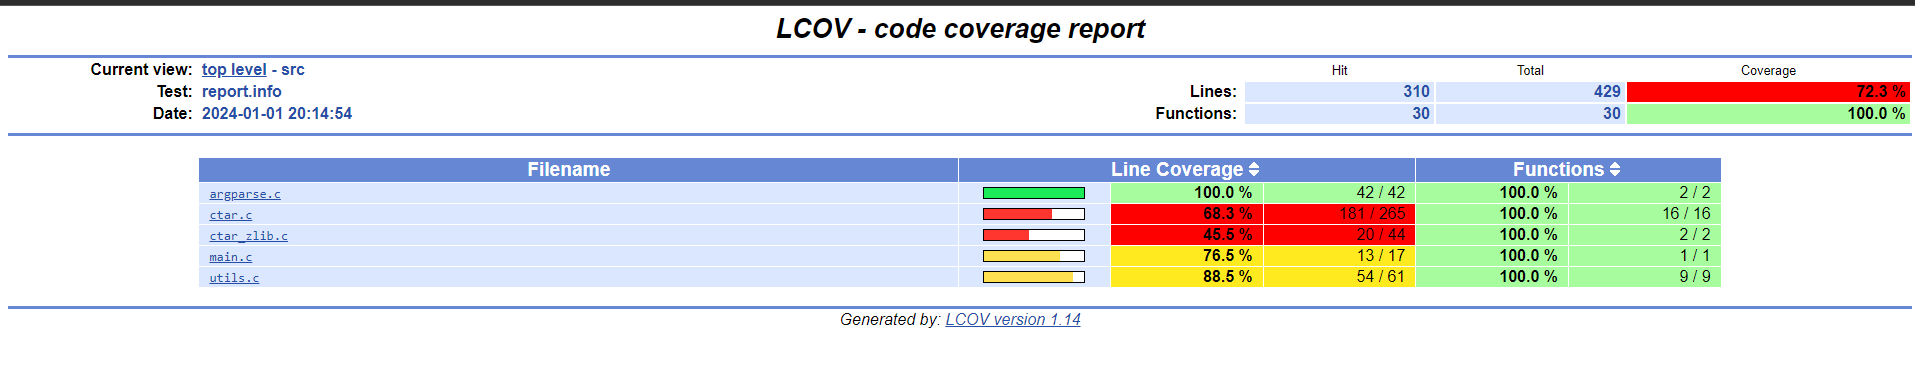 LCOV - code coverage report
Current view: top level - src
Hit Total Coverage
Test: report.info Lines: 310 429 72.3 %
Date: 2024-01-01 20:14:54 Functions: 30 30 100.0 %
Filename Line Coverage Functions
argparse.c 100.0 % 42 / 42 100.0 % 2 / 2
ctar.c 68.3 % 181 / 265 100.0 % 16 / 16
ctar_zlib.c 45.5 % 20 / 44 100.0 % 2 / 2
main.c 76.5 % 13 / 17 100.0 % 1 / 1
utils.c 88.5 % 54 / 61 100.0 % 9 / 9
Generated by: LCOV version 1.14